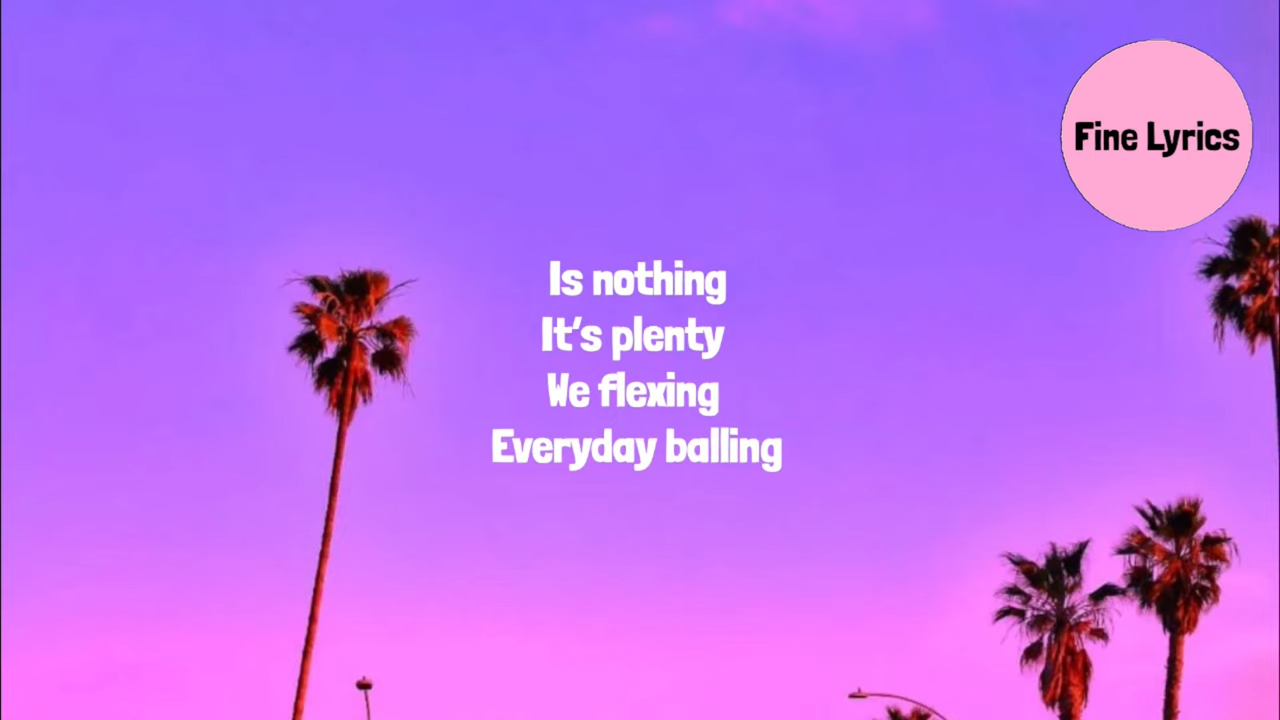 Fine Lyrics
Is nothing
It's plenty
We flexing
Everyday balling